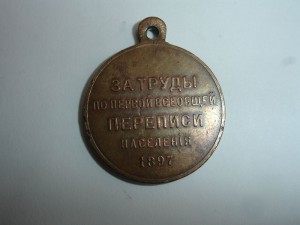 ЗА ТРУДЫ
ПО ПЕРВОЙ ВСЕОБЩЕЙ
ПЕРЕПИСИ
НАСЕЛЕНІЯ
1897